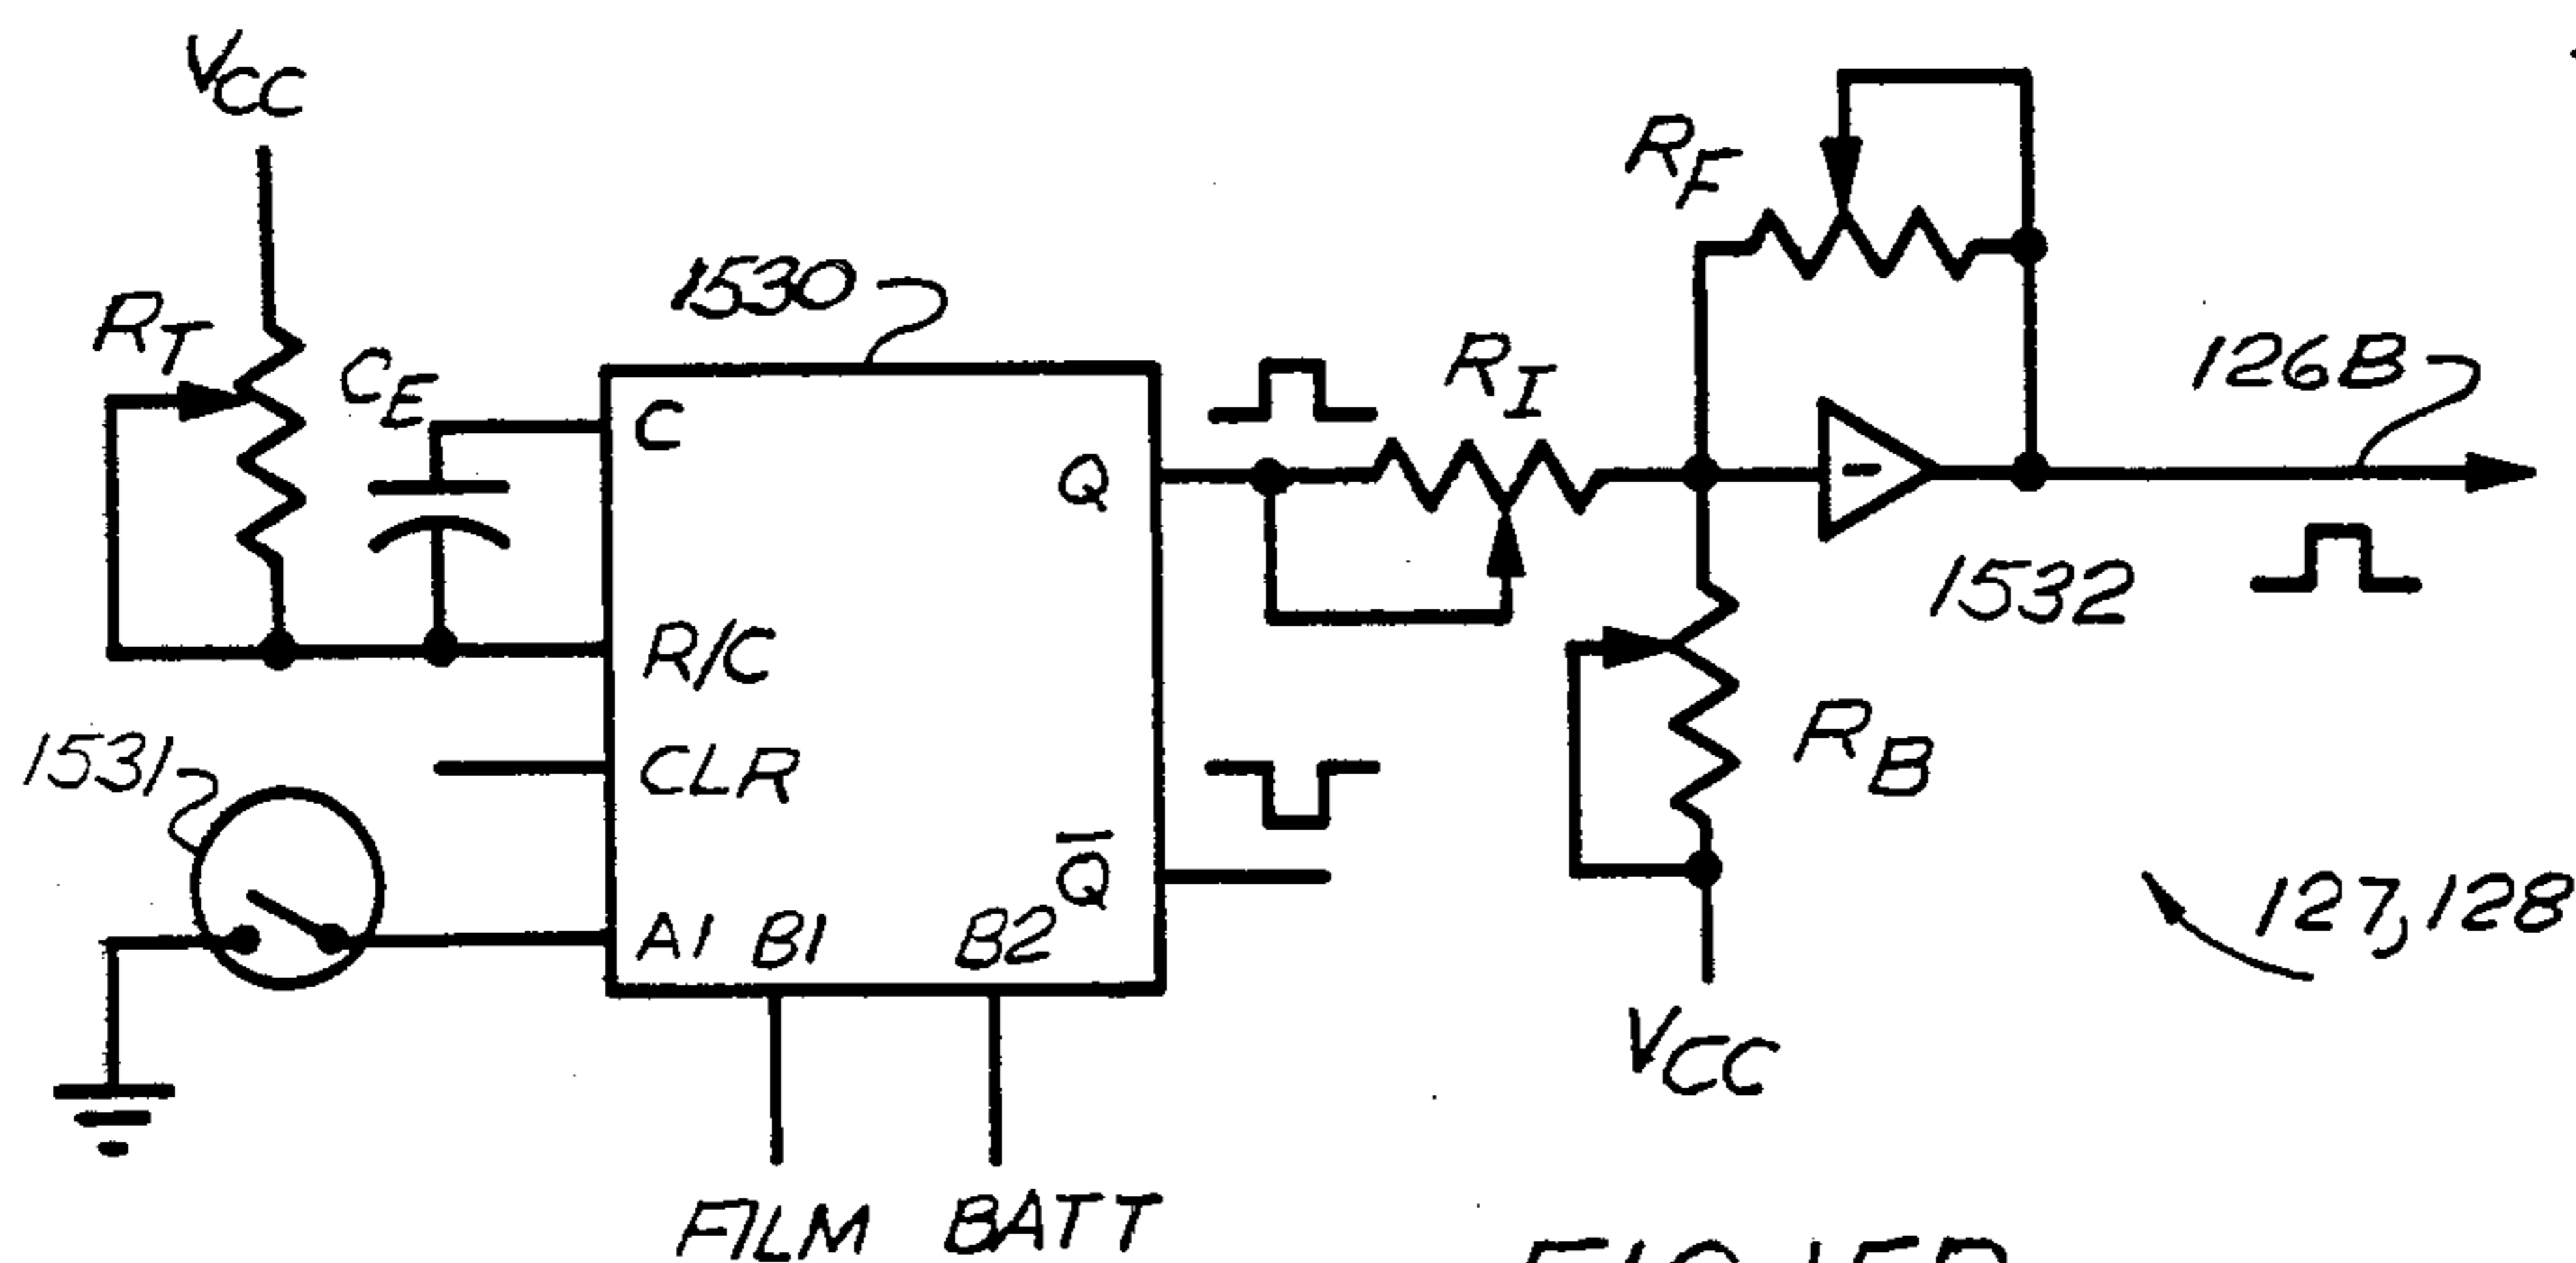 VCC
RT
CE
1530
C
R/C
CLR
A1
B1
B2
Q
Q̅
1531
FILM
BATT
RI
RF
RB
VCC
1532
126B
127,128